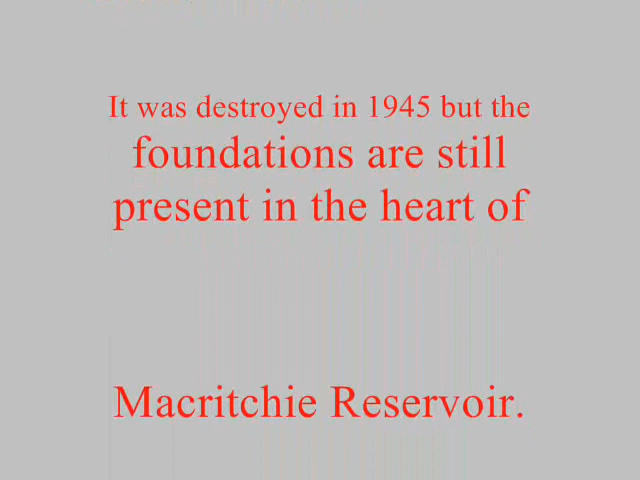 It was destroyed in 1945 but the
foundations are still
present in the heart of
Macritchie Reservoir.